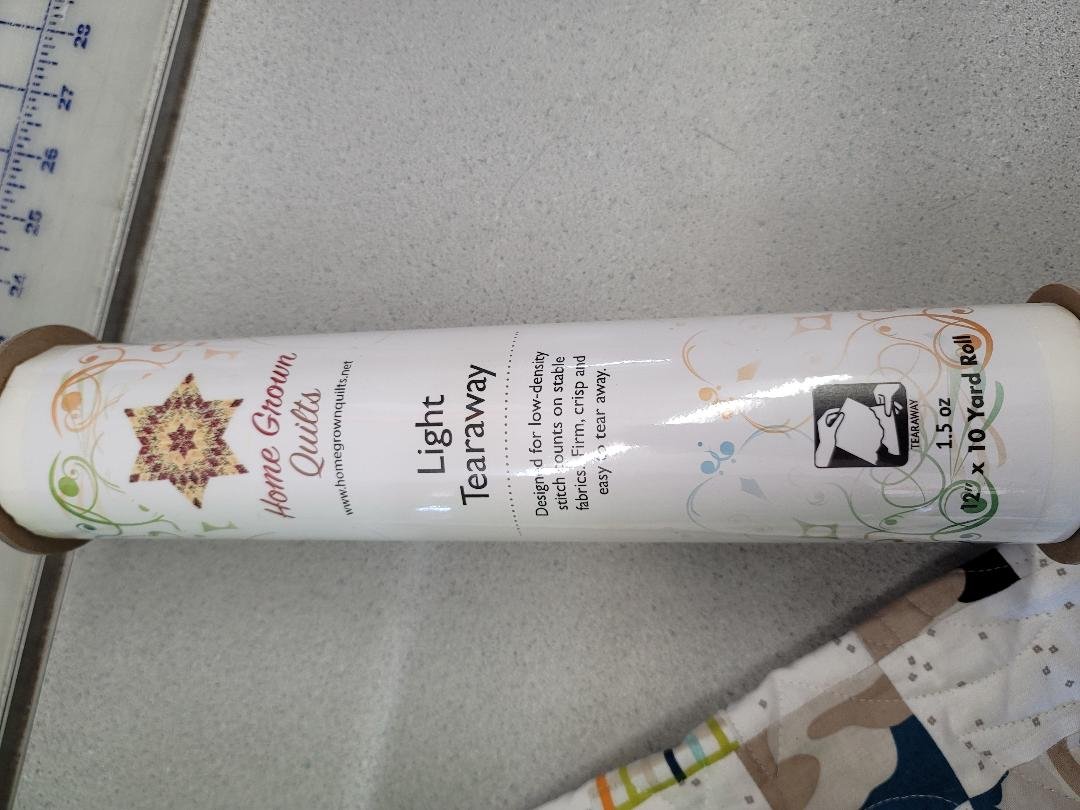 Home Grown
Quilts
www.homegrownquilts.net
Light
Tearaway
Designed for low-density
stitch counts on stable
fabrics. Firm, crisp and
easy to tear away.
TEARAWAY
1.5 oz
12" x 10 Yard Roll
24
25
26
27
28